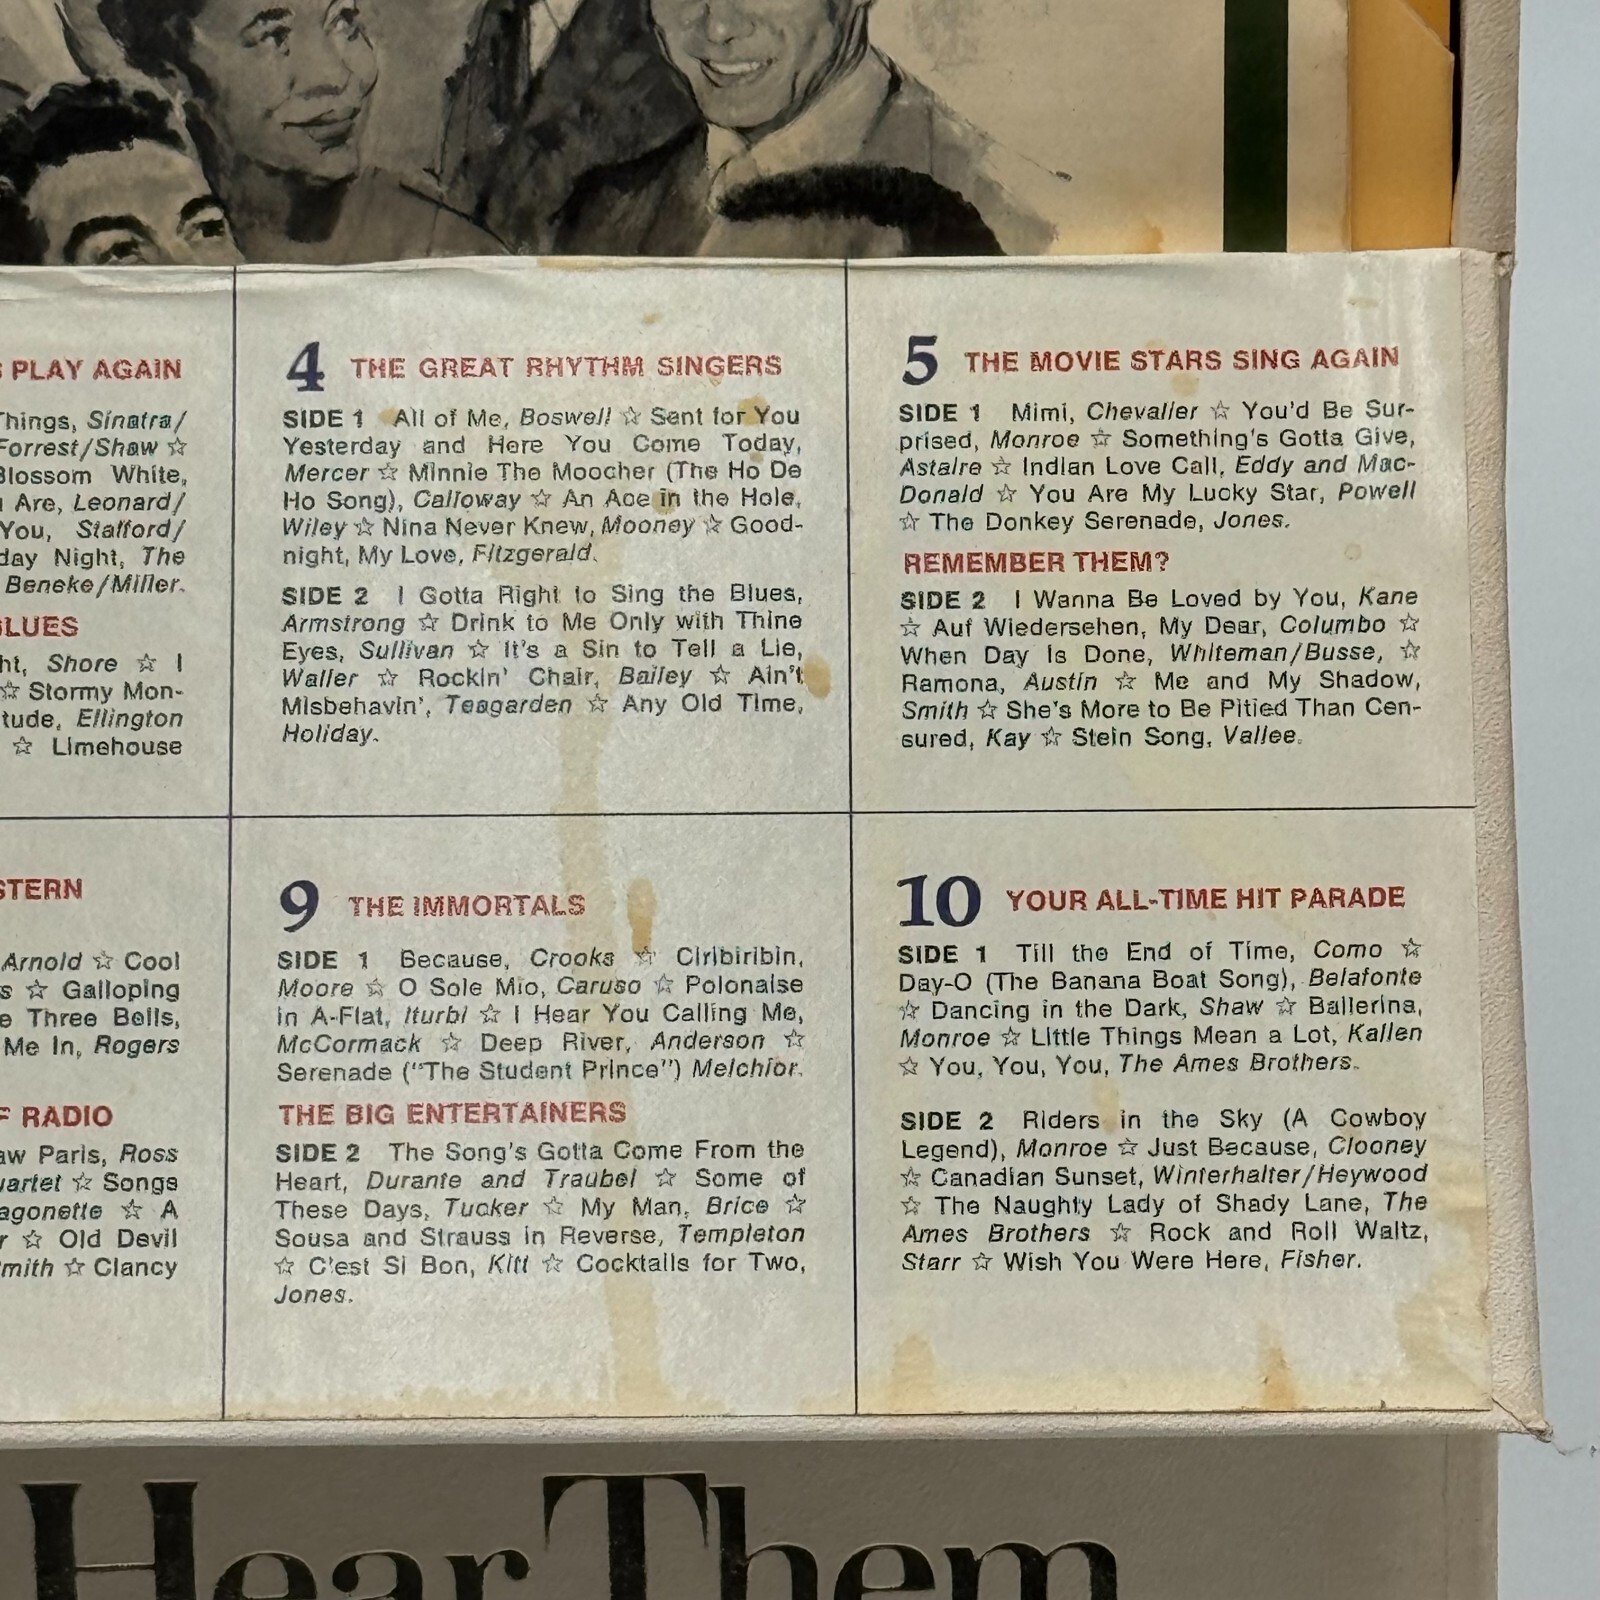 PLAY AGAIN
Things, Sinatra/
Forrest/Shaw ☆
Blossom White,
Are, Leonard/
You, Stafford/
day Night, The
Beneke/Miller.
BLUES
Shore ☆ I
☆ Stormy Mon-
Ellington
☆ Limehouse
4 THE GREAT RHYTHM SINGERS
SIDE 1 All of Me, Boswell ☆ Sent for You
Yesterday and Here You Come Today,
Mercer ☆ Minnie The Moocher (The Ho De
Ho Song), Calloway ☆ An Ace in the Hole,
Wiley ☆ Nina Never Knew, Mooney ☆ Good-
night, My Love, Fitzgerald.
SIDE 2 I Gotta Right to Sing the Blues,
Armstrong ☆ Drink to Me Only with Thine
Eyes, Sullivan ☆ It's a Sin to Tell a Lie,
Waller ☆ Rockin' Chair, Bailey ☆ Ain't
Misbehavin', Teagarden ☆ Any Old Time,
Holiday.
5 THE MOVIE STARS SING AGAIN
SIDE 1 Mimi, Chevalier ☆ You'd Be Sur-
prised, Monroe ☆ Something's Gotta Give,
Astaire ☆ Indian Love Call, Eddy and Mac-
Donald ☆ You Are My Lucky Star, Powell
☆ The Donkey Serenade, Jones.
REMEMBER THEM?
SIDE 2 I Wanna Be Loved by You, Kane
☆ Auf Wiedersehen, My Dear, Columbo ☆
When Day Is Done, Whiteman/Busse, ☆
Ramona, Austin ☆ Me and My Shadow,
Smith ☆ She's More to Be Pitied Than Cen-
sured, Kay ☆ Stein Song, Vallee.
Arnold ☆ Cool
☆ Galloping
Three Bells,
Me In, Rogers
RADIO
Paris, Ross
☆ Songs
☆ A
☆ Old Devil
☆ Clancy
9 THE IMMORTALS
SIDE 1 Because, Crooks ☆ Ciribiribin,
Moore ☆ O Sole Mio, Caruso ☆ Polonaise
in A-Flat, Iturbi ☆ I Hear You Calling Me,
McCormack ☆ Deep River, Anderson ☆
Serenade ("The Student Prince") Melchior.
THE BIG ENTERTAINERS
SIDE 2 The Song's Gotta Come From the
Heart, Durante and Traubel ☆ Some of
These Days, Tucker ☆ My Man, Brice ☆
Sousa and Strauss in Reverse, Templeton
☆ C'est Si Bon, Kitt ☆ Cocktails for Two,
Jones.
10 YOUR ALL-TIME HIT PARADE
SIDE 1 Till the End of Time, Como ☆
Day-O (The Banana Boat Song), Belafonte
☆ Dancing in the Dark, Shaw ☆ Ballerina,
Monroe ☆ Little Things Mean a Lot, Kallen
☆ You, You, You, The Ames Brothers.
SIDE 2 Riders in the Sky (A Cowboy
Legend), Monroe ☆ Just Because, Clooney
☆ Canadian Sunset, Winterhalter/Heywood
☆ The Naughty Lady of Shady Lane, The
Ames Brothers ☆ Rock and Roll Waltz,
Starr ☆ Wish You Were Here, Fisher.
Hear Them